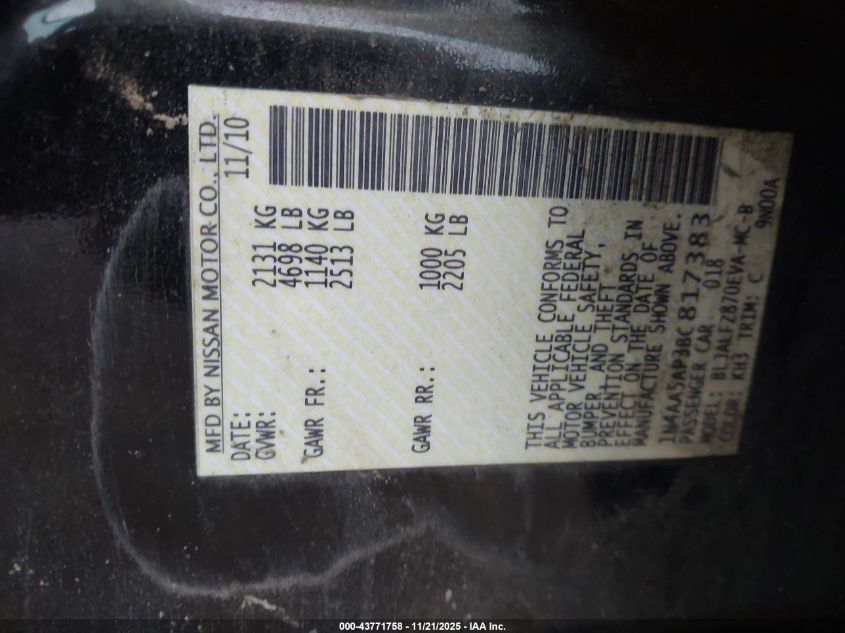 MFD BY NISSAN MOTOR CO., LTD.
DATE: 11/10
GVWR: 2131 KG
4698 LB
GAWR FR.: 1140 KG
2513 LB
GAWR RR.: 1000 KG
2205 LB
THIS VEHICLE CONFORMS TO
ALL APPLICABLE FEDERAL
MOTOR VEHICLE SAFETY,
BUMPER, AND THEFT
PREVENTION STANDARDS IN
EFFECT ON THE DATE OF
MANUFACTURE SHOWN ABOVE.
1N4AA5AP3BC817383
PASSENGER CAR 018
MODEL: BLJALFZ870EVA-MC-B
COLOR: KH3 TRIM: C 9N00A
000-43771758 - 11/21/2025 - IAA Inc.